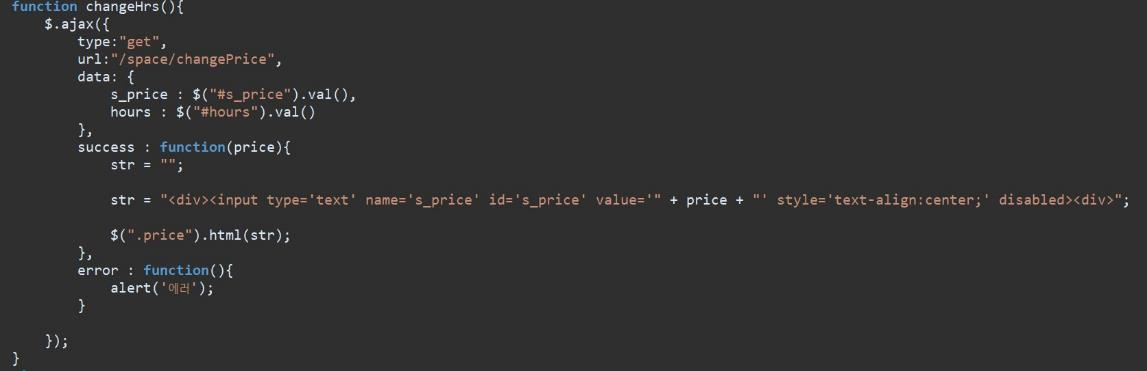 function changeHrs(){
    $.ajax({
        type:"get",
        url:"/space/changePrice",
        data: {
            s_price : $("#s_price").val(),
            hours : $("#hours").val()
        },
        success : function(price){
            str = "";
            str = "<div><input type='text' name='s_price' id='s_price' value='" + price + "' style='text-align:center;' disabled><div>";
            $(".price").html(str);
        },
        error : function(){
            alert('에러');
        }
    });
}